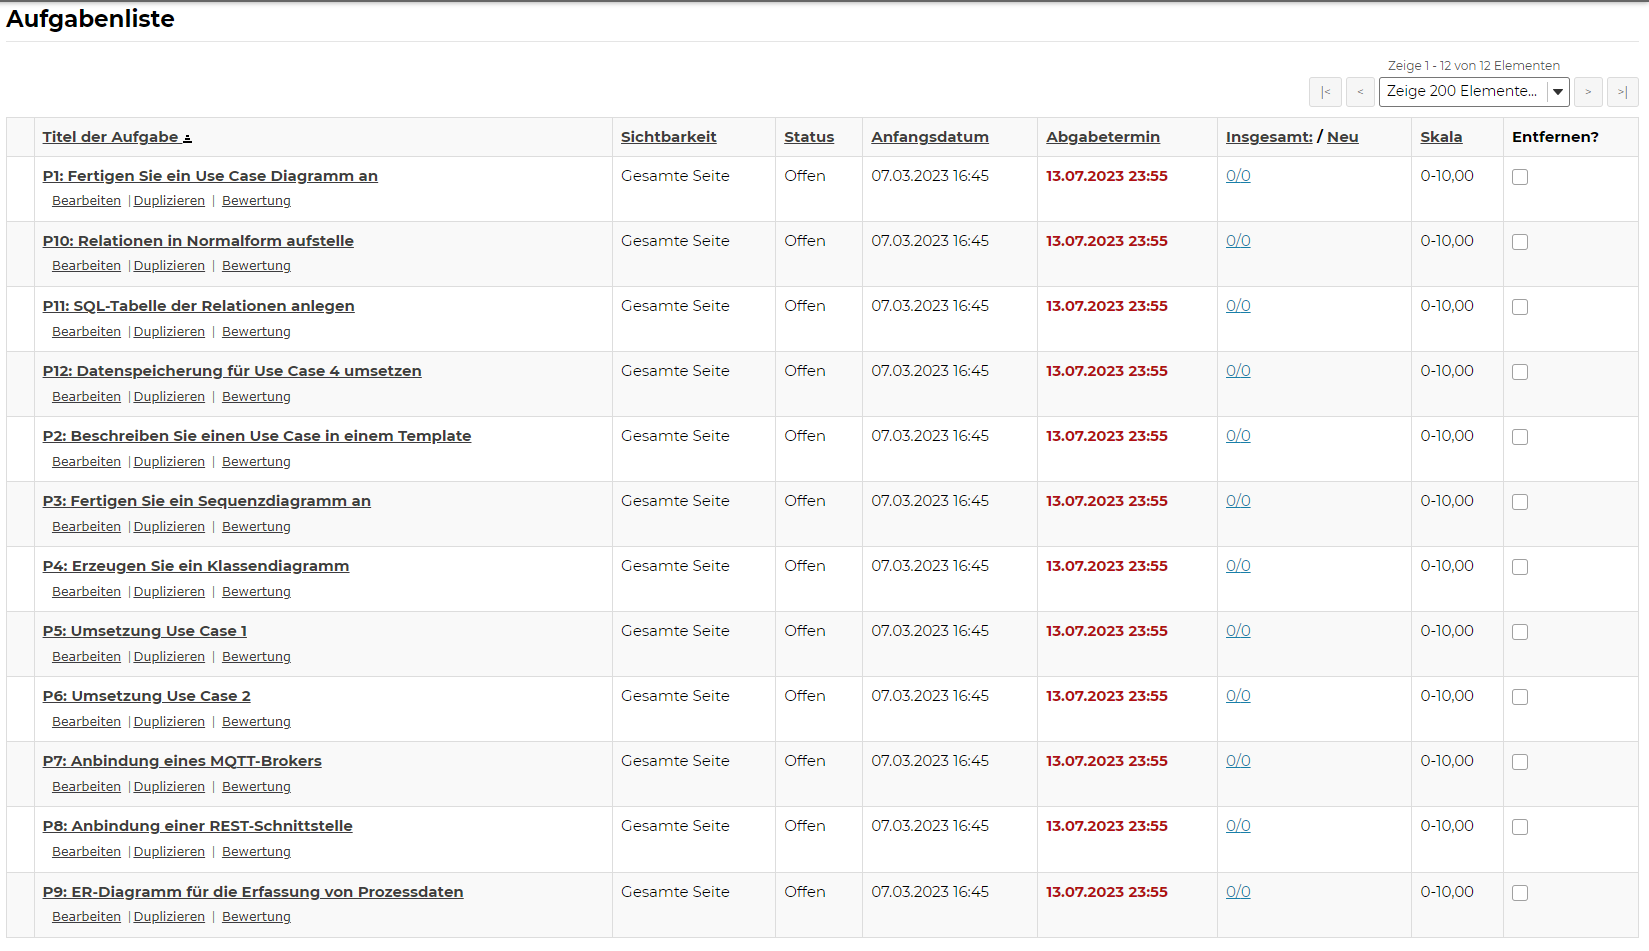 Aufgabenliste
Zeige 1 - 12 von 12 Elementen
|< < Zeige 200 Elemente... > >|
Titel der Aufgabe Sichtbarkeit Status Anfangsdatum Abgabetermin Insgesamt: / Neu Skala Entfernen?
P1: Fertigen Sie ein Use Case Diagramm an Gesamte Seite Offen 07.03.2023 16:45 13.07.2023 23:55 0/0 0-10,00
Bearbeiten | Duplizieren | Bewertung
P10: Relationen in Normalform aufstelle Gesamte Seite Offen 07.03.2023 16:45 13.07.2023 23:55 0/0 0-10,00
Bearbeiten | Duplizieren | Bewertung
P11: SQL-Tabelle der Relationen anlegen Gesamte Seite Offen 07.03.2023 16:45 13.07.2023 23:55 0/0 0-10,00
Bearbeiten | Duplizieren | Bewertung
P12: Datenspeicherung für Use Case 4 umsetzen Gesamte Seite Offen 07.03.2023 16:45 13.07.2023 23:55 0/0 0-10,00
Bearbeiten | Duplizieren | Bewertung
P2: Beschreiben Sie einen Use Case in einem Template Gesamte Seite Offen 07.03.2023 16:45 13.07.2023 23:55 0/0 0-10,00
Bearbeiten | Duplizieren | Bewertung
P3: Fertigen Sie ein Sequenzdiagramm an Gesamte Seite Offen 07.03.2023 16:45 13.07.2023 23:55 0/0 0-10,00
Bearbeiten | Duplizieren | Bewertung
P4: Erzeugen Sie ein Klassendiagramm Gesamte Seite Offen 07.03.2023 16:45 13.07.2023 23:55 0/0 0-10,00
Bearbeiten | Duplizieren | Bewertung
P5: Umsetzung Use Case 1 Gesamte Seite Offen 07.03.2023 16:45 13.07.2023 23:55 0/0 0-10,00
Bearbeiten | Duplizieren | Bewertung
P6: Umsetzung Use Case 2 Gesamte Seite Offen 07.03.2023 16:45 13.07.2023 23:55 0/0 0-10,00
Bearbeiten | Duplizieren | Bewertung
P7: Anbindung eines MQTT-Brokers Gesamte Seite Offen 07.03.2023 16:45 13.07.2023 23:55 0/0 0-10,00
Bearbeiten | Duplizieren | Bewertung
P8: Anbindung einer REST-Schnittstelle Gesamte Seite Offen 07.03.2023 16:45 13.07.2023 23:55 0/0 0-10,00
Bearbeiten | Duplizieren | Bewertung
P9: ER-Diagramm für die Erfassung von Prozessdaten Gesamte Seite Offen 07.03.2023 16:45 13.07.2023 23:55 0/0 0-10,00
Bearbeiten | Duplizieren | Bewertung